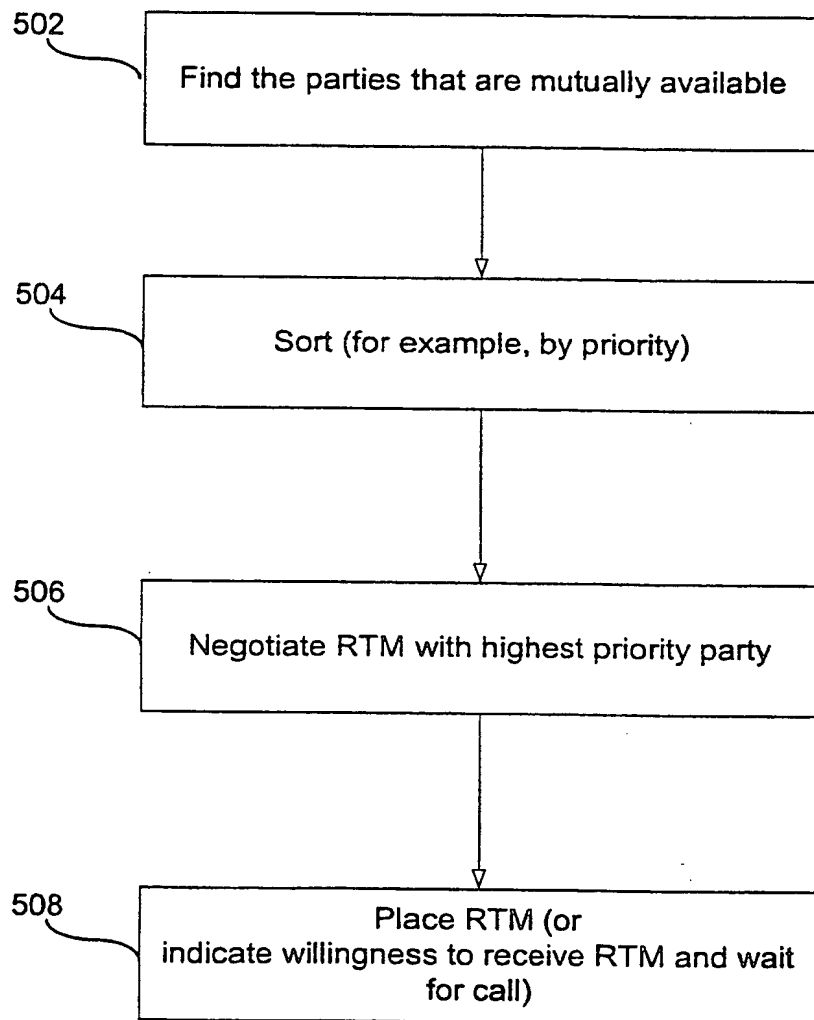 502
Find the parties that are mutually available
504
Sort (for example, by priority)
506
Negotiate RTM with highest priority party
508
Place RTM (or
indicate willingness to receive RTM and wait
for call)